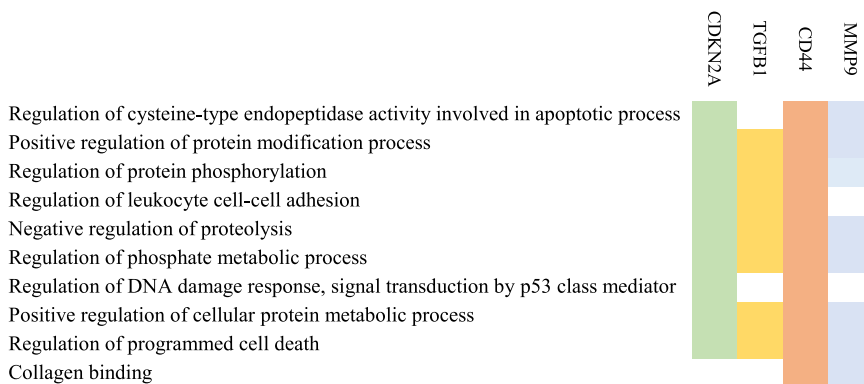 CDKN2A
TGFB1
CD44
MMP9
Regulation of cysteine-type endopeptidase activity involved in apoptotic process
Positive regulation of protein modification process
Regulation of protein phosphorylation
Regulation of leukocyte cell-cell adhesion
Negative regulation of proteolysis
Regulation of phosphate metabolic process
Regulation of DNA damage response, signal transduction by p53 class mediator
Positive regulation of cellular protein metabolic process
Regulation of programmed cell death
Collagen binding